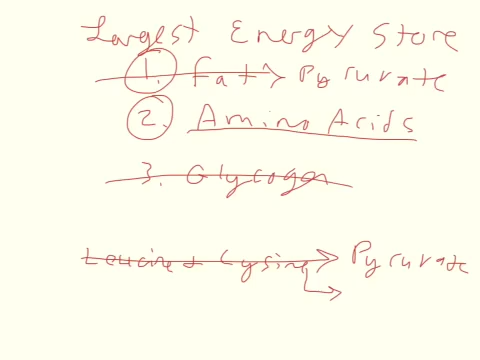 Largest Energy Store
1. Fat → Pyruvate
2. Amino Acids
3. Glycogen
Leucine + Lysine → Pyruvate